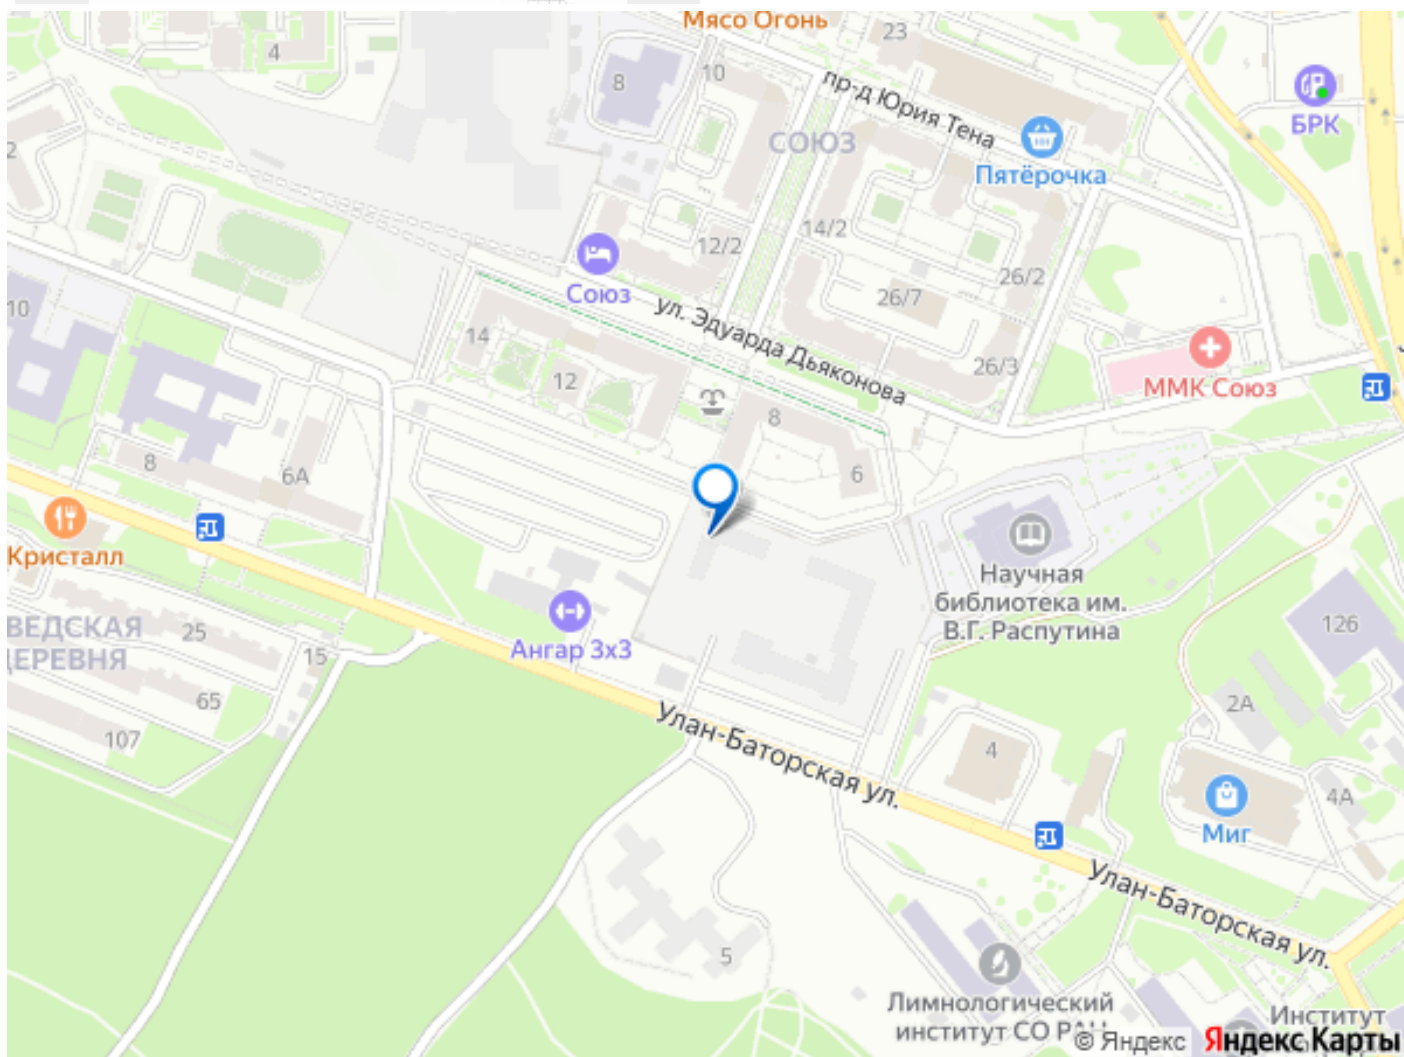 Мясо Огонь
23
4
10
8
пр-д Юрия Тена
БРК
СОЮЗ
2
Пятёрочка
12/2
14/2
26/2
Союз
26/7
10
ул. Эдуарда Дьяконова
14
26/3
12
ММК Союз
8
8
6А
6
Кристалл
Научная
библиотека им.
В.Г. Распутина
ВЕДСКАЯ
ЕРЕВНЯ
25
15
Ангар 3х3
126
65
2А
107
Улан-Баторская ул.
4
4А
Миг
Улан-Баторская ул.
5
Лимнологический
институт СО РАН
Институт
© Яндекс
Яндекс Карты